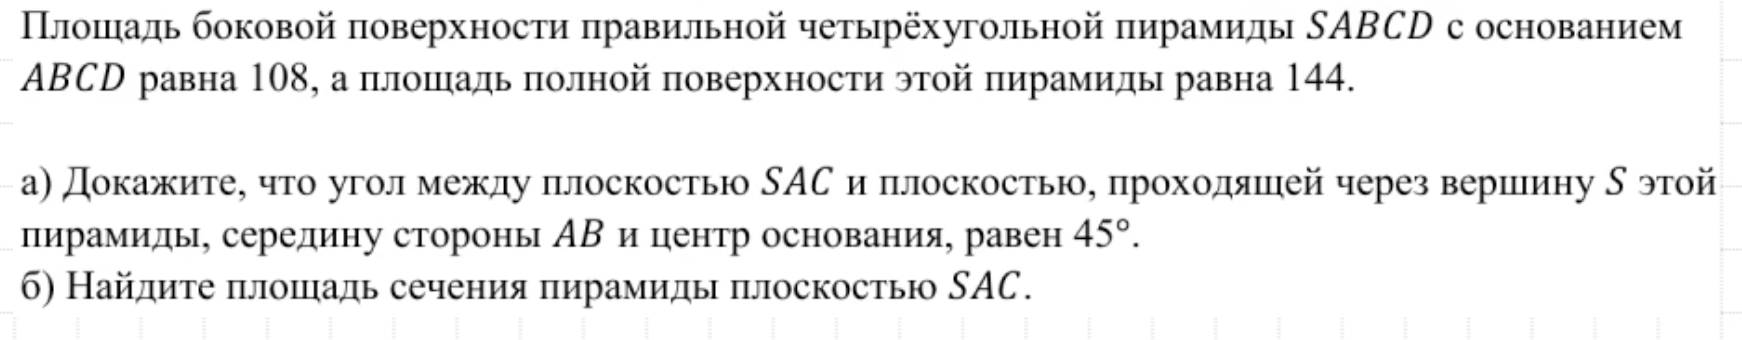 Площадь боковой поверхности правильной четырёхугольной пирамиды SABCD с основанием
ABCD равна 108, а площадь полной поверхности этой пирамиды равна 144.
а) Докажите, что угол между плоскостью SAC и плоскостью, проходящей через вершину S этой
пирамиды, середину стороны AB и центр основания, равен 45°.
б) Найдите площадь сечения пирамиды плоскостью SAC.